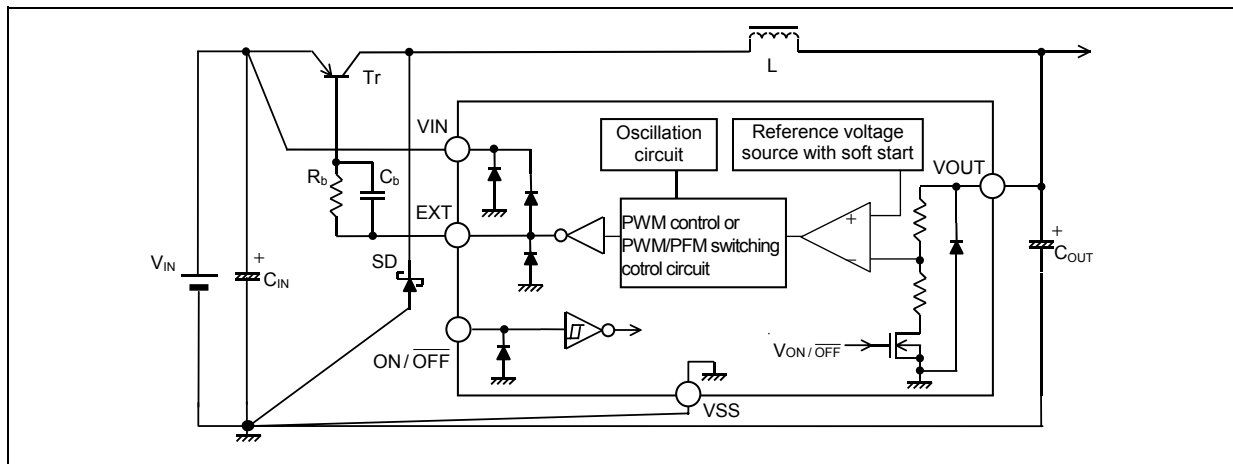 L
Tr
VIN
Oscillation
circuit
Reference voltage
source with soft start
VOUT
Rb
Cb
EXT
PWM control or
PWM/PFM switching
cotrol circuit
+
−
+
COUT
VIN
+
CIN
SD
ON / OFF
VON / OFF
VSS